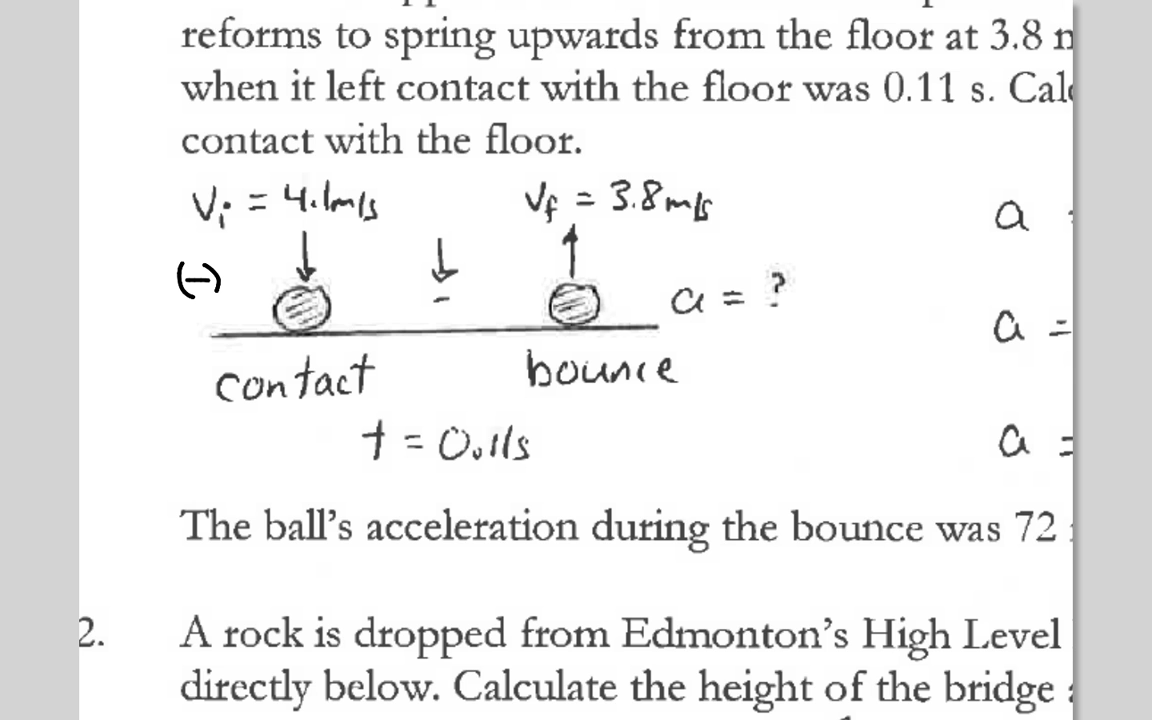 reforms to spring upwards from the floor at 3.8
when it left contact with the floor was 0.11 s.
contact with the floor.
Vi = 4.1m/s Vf = 3.8m/s
a
(-) - a = ?
a =
contact bounce
t = 0.11s
a =
The ball's acceleration during the bounce was 72
2. A rock is dropped from Edmonton's High Level
directly below. Calculate the height of the bridge